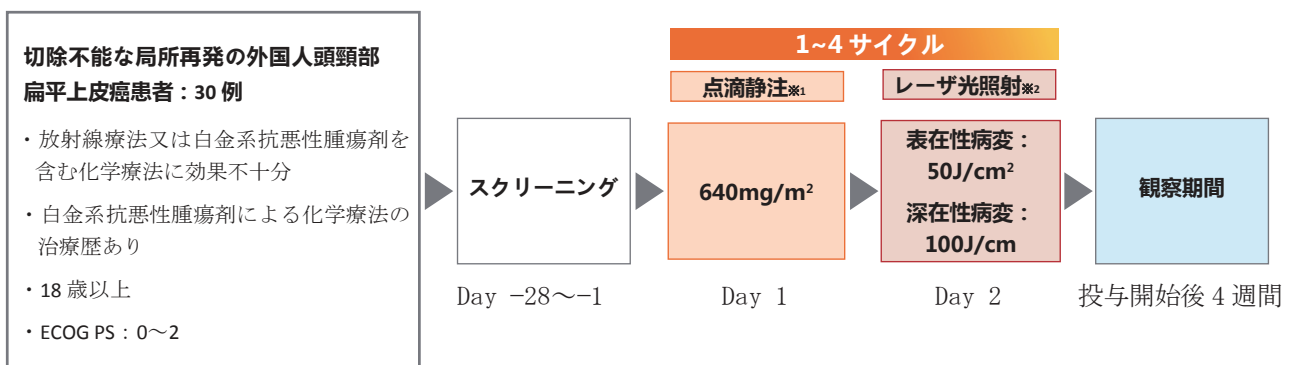 切除不能な局所再発の外国人頭頸部
扁平上皮癌患者：30 例
・放射線療法又は白金系抗悪性腫瘍剤を
含む化学療法に効果不十分
・白金系抗悪性腫瘍剤による化学療法の
治療歴あり
・18 歳以上
・ECOG PS：0～2
スクリーニング
Day −28～−1
1~4 サイクル
点滴静注※1
640mg/m²
Day 1
レーザ光照射※2
表在性病変：
50J/cm²
深在性病変：
100J/cm
Day 2
観察期間
投与開始後 4 週間